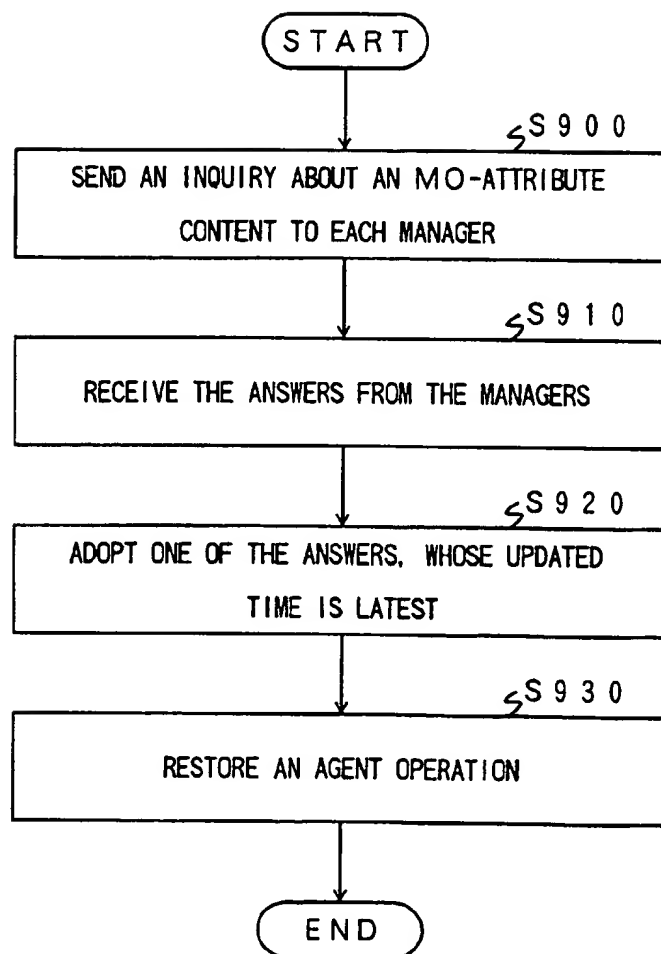 START
S900
SEND AN INQUIRY ABOUT AN MO-ATTRIBUTE
CONTENT TO EACH MANAGER
S910
RECEIVE THE ANSWERS FROM THE MANAGERS
S920
ADOPT ONE OF THE ANSWERS, WHOSE UPDATED
TIME IS LATEST
S930
RESTORE AN AGENT OPERATION
END